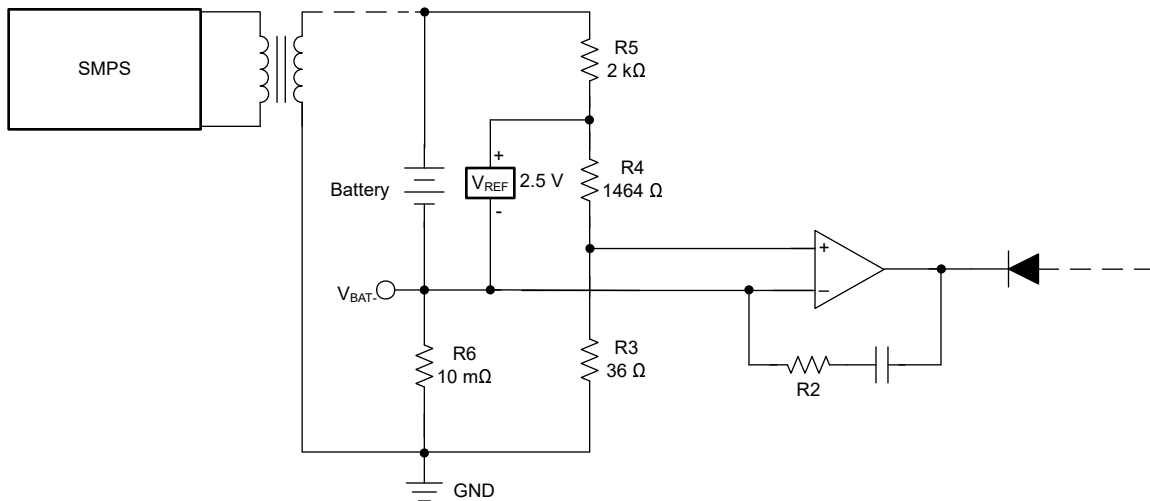 SMPS
R5
2 kΩ
+
VREF
2.5 V
-
R4
1464 Ω
Battery
+
VBAT-
−
R6
10 mΩ
R3
36 Ω
R2
GND